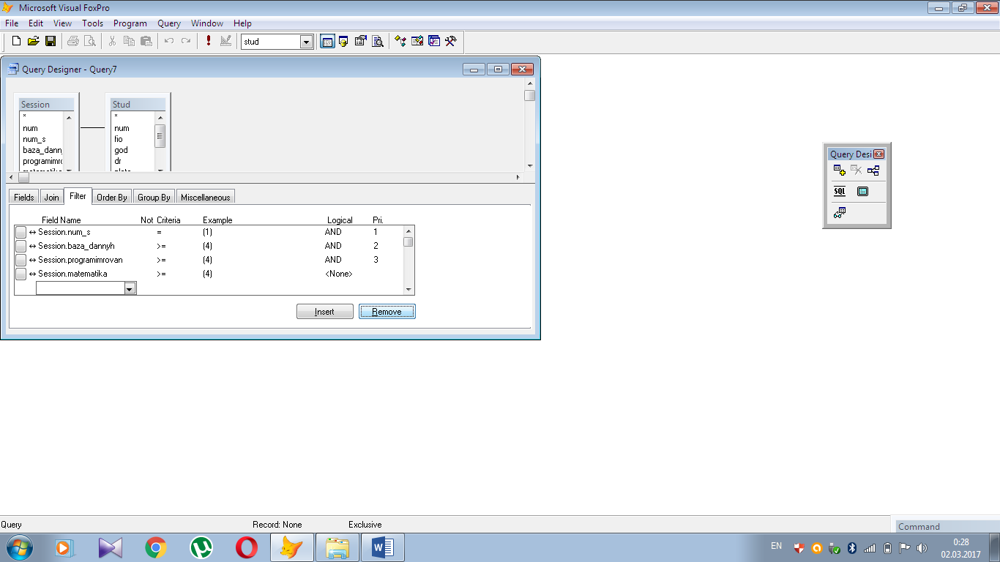 Microsoft Visual FoxPro
File Edit View Tools Program Query Window Help
stud
Query Designer - Query7
Session Stud
* *
num num
num_s fio
baza_dann god
programimro dr
Fields Join Filter Order By Group By Miscellaneous
Field Name Not Criteria Example Logical Pri.
Session.num_s = (1) AND 1
Session.baza_dannyh >= (4) AND 2
Session.programimrovan >= (4) AND 3
Session.matematika >= (4) <None>
Insert Remove
Query Desi
SQL
Query Record: None Exclusive
Command
EN 0:28
02.03.2017